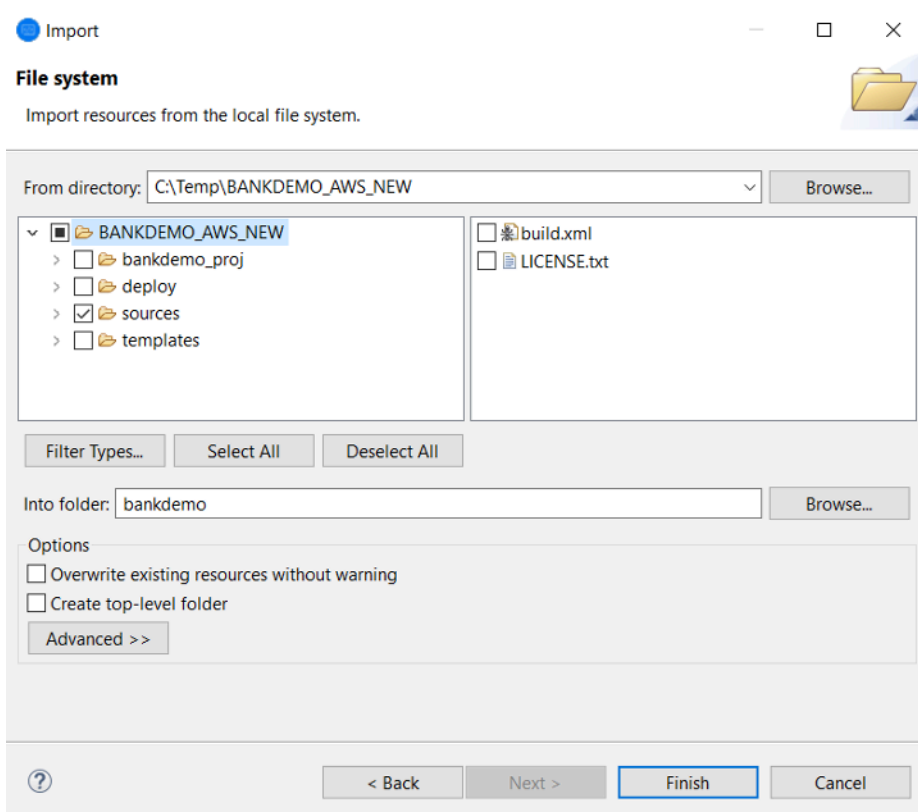 Import
File system
Import resources from the local file system.
From directory: C:\Temp\BANKDEMO_AWS_NEW Browse...
BANKDEMO_AWS_NEW
bankdemo_proj
deploy
sources
templates
build.xml
LICENSE.txt
Filter Types... Select All Deselect All
Into folder: bankdemo Browse...
Options
Overwrite existing resources without warning
Create top-level folder
Advanced >>
? < Back Next > Finish Cancel